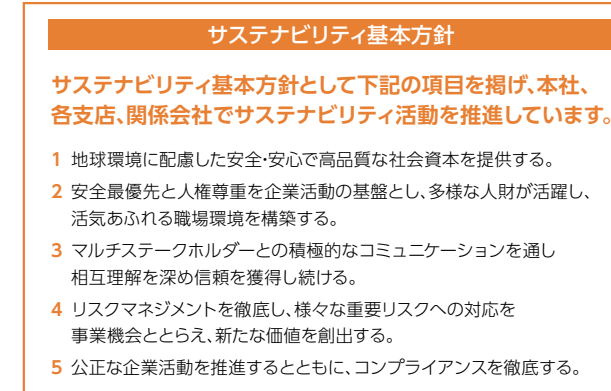 サステナビリティ基本方針
サステナビリティ基本方針として下記の項目を掲げ、本社、
各支店、関係会社でサステナビリティ活動を推進しています。
1 地球環境に配慮した安全・安心で高品質な社会資本を提供する。
2 安全最優先と人権尊重を企業活動の基盤とし、多様な人財が活躍し、
活気あふれる職場環境を構築する。
3 マルチステークホルダーとの積極的なコミュニケーションを通し
相互理解を深め信頼を獲得し続ける。
4 リスクマネジメントを徹底し、様々な重要リスクへの対応を
事業機会ととらえ、新たな価値を創出する。
5 公正な企業活動を推進するとともに、コンプライアンスを徹底する。